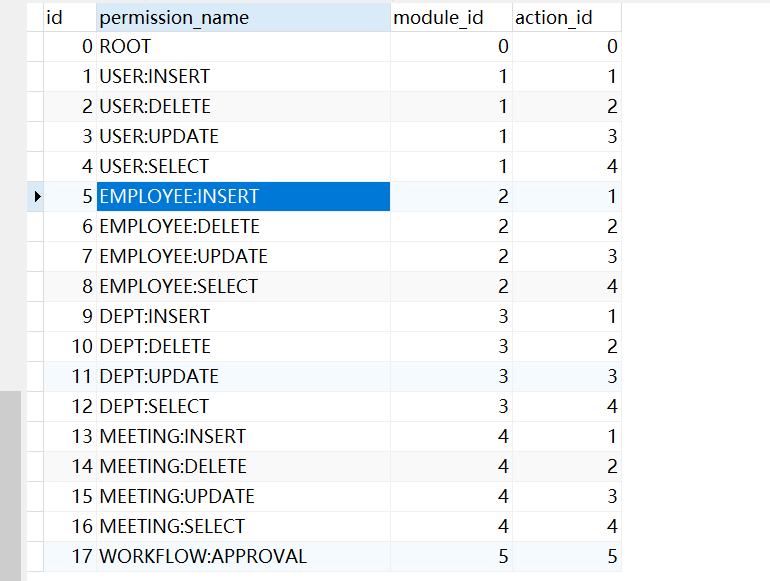 id permission_name module_id action_id
0 ROOT 0 0
1 USER:INSERT 1 1
2 USER:DELETE 1 2
3 USER:UPDATE 1 3
4 USER:SELECT 1 4
5 EMPLOYEE:INSERT 2 1
6 EMPLOYEE:DELETE 2 2
7 EMPLOYEE:UPDATE 2 3
8 EMPLOYEE:SELECT 2 4
9 DEPT:INSERT 3 1
10 DEPT:DELETE 3 2
11 DEPT:UPDATE 3 3
12 DEPT:SELECT 3 4
13 MEETING:INSERT 4 1
14 MEETING:DELETE 4 2
15 MEETING:UPDATE 4 3
16 MEETING:SELECT 4 4
17 WORKFLOW:APPROVAL 5 5